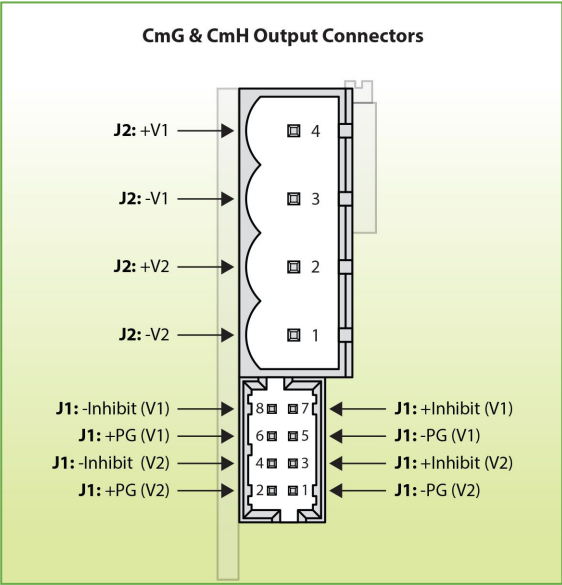 CmG & CmH Output Connectors
J2: +V1 4
J2: -V1 3
J2: +V2 2
J2: -V2 1
J1: -Inhibit (V1) 8 7 J1: +Inhibit (V1)
J1: +PG (V1) 6 5 J1: -PG (V1)
J1: -Inhibit (V2) 4 3 J1: +Inhibit (V2)
J1: +PG (V2) 2 1 J1: -PG (V2)